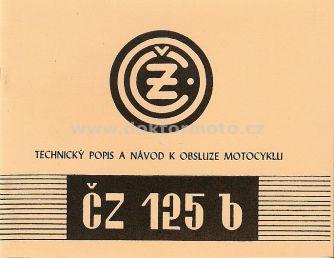 ČZ
www.doktormoto.cz
TECHNICKÝ POPIS A NÁVOD K OBSLUZE MOTOCYKLU
ČZ 125 b